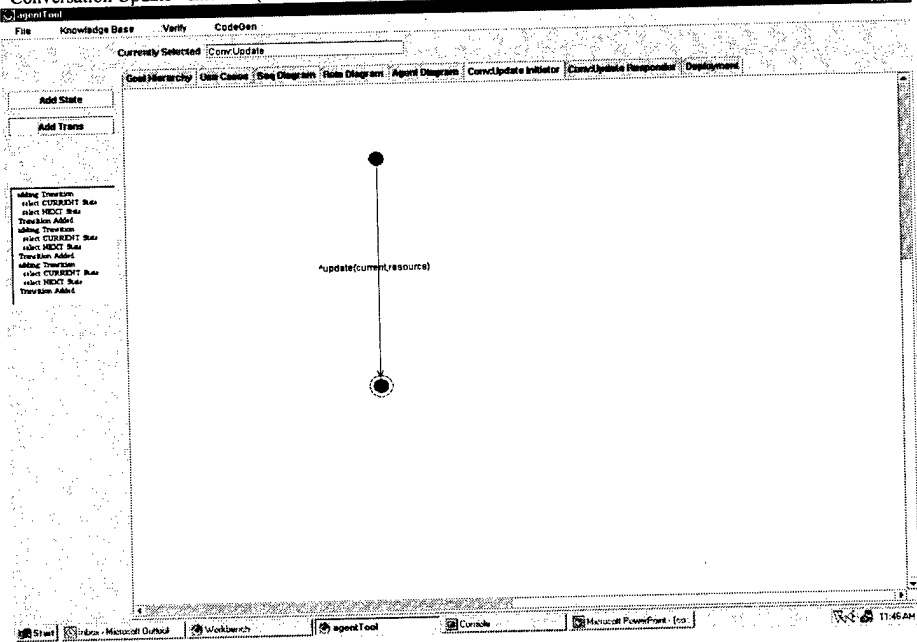 Conversation Update
agentTool
File Knowledge Base Verify CodeGen
Currently Selected Conv:Update
Goal Hierarchy Use Cases Seq Diagram Role Diagram Agent Diagram Conv:Update Initiator Conv:Update Responder Deployment
Add State
Add Trans
adding Transition
select CURRENT State
select NEXT State
Transition Added
adding Transition
select CURRENT State
select NEXT State
Transition Added
adding Transition
select CURRENT State
select NEXT State
Transition Added
^update(current,resource)
Start Inbox - Microsoft Outlook Workbench agentTool Console Microsoft PowerPoint - [co... 11:46 AM